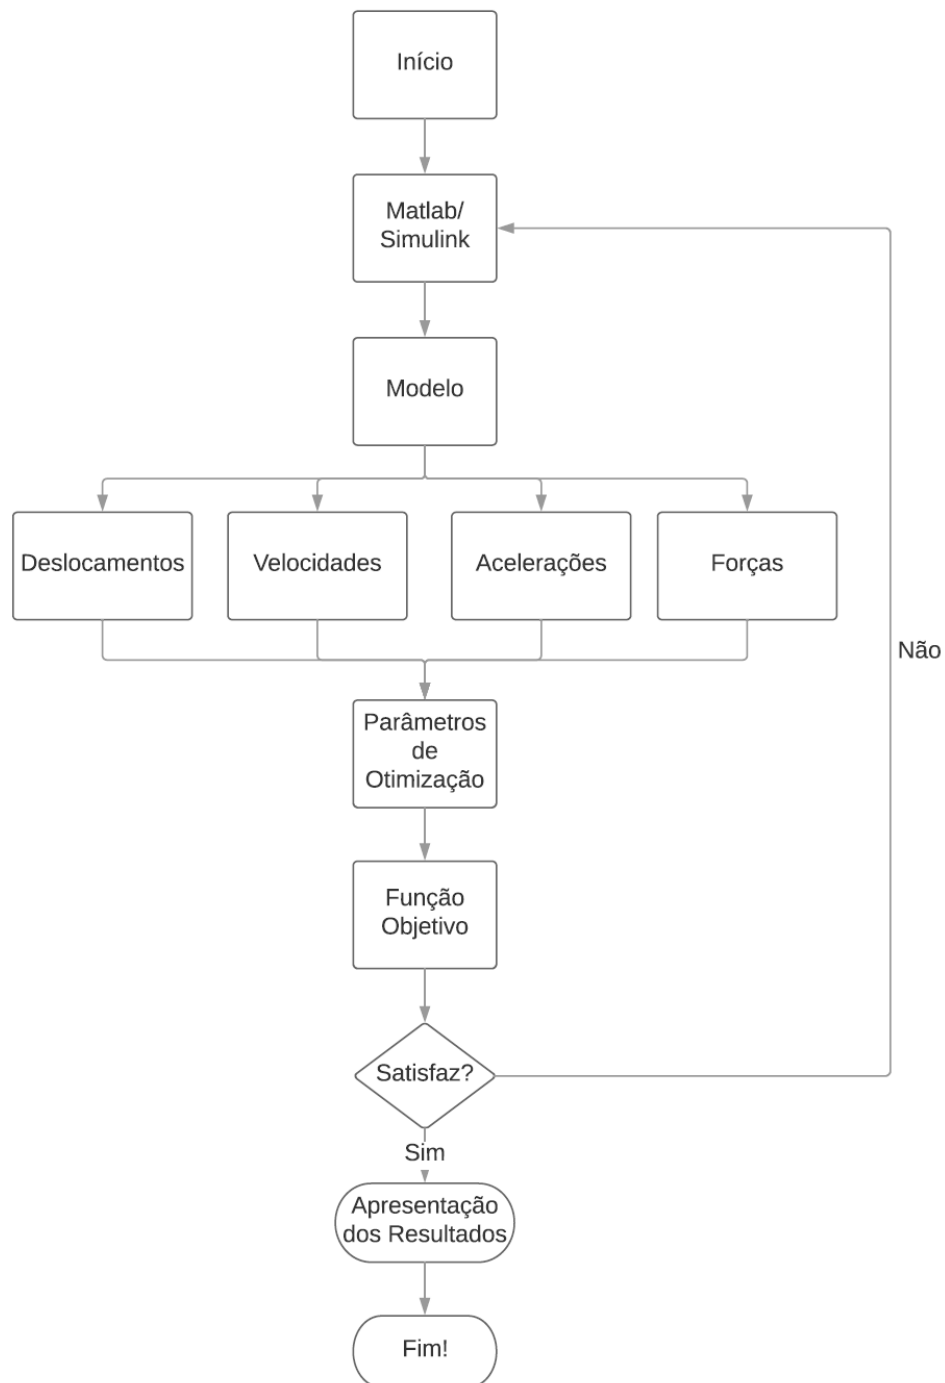 Início
Matlab/
Simulink
Modelo
Deslocamentos
Velocidades
Acelerações
Forças
Não
Parâmetros
de
Otimização
Função
Objetivo
Satisfaz?
Sim
Apresentação
dos Resultados
Fim!